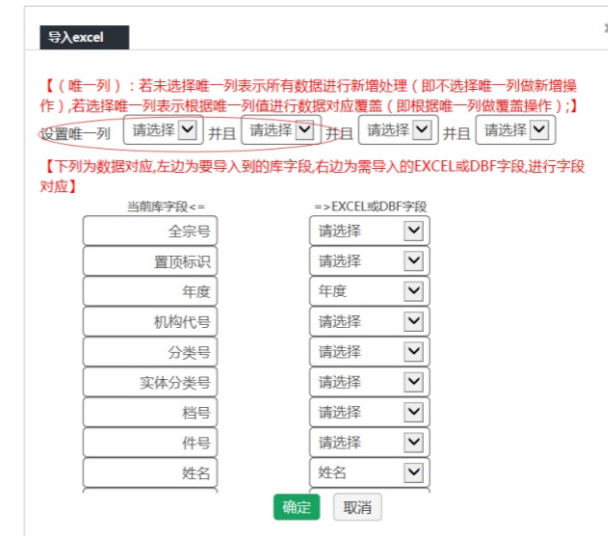 导入excel
【（唯一列）：若未选择唯一列表示所有数据进行新增处理（即不选择唯一列做新增操
作）,若选择唯一列表示根据唯一列值进行数据对应覆盖（即根据唯一列做覆盖操作）;】
设置唯一列 请选择 并且 请选择 并且 请选择 并且 请选择
【下列为数据对应,左边为要导入到的库字段,右边为需导入的EXCEL或DBF字段,进行字段
对应】
当前库字段<= =>EXCEL或DBF字段
全宗号 请选择
置顶标识 请选择
年度 年度
机构代号 请选择
分类号 请选择
实体分类号 请选择
档号 请选择
件号 请选择
姓名 姓名
确定 取消